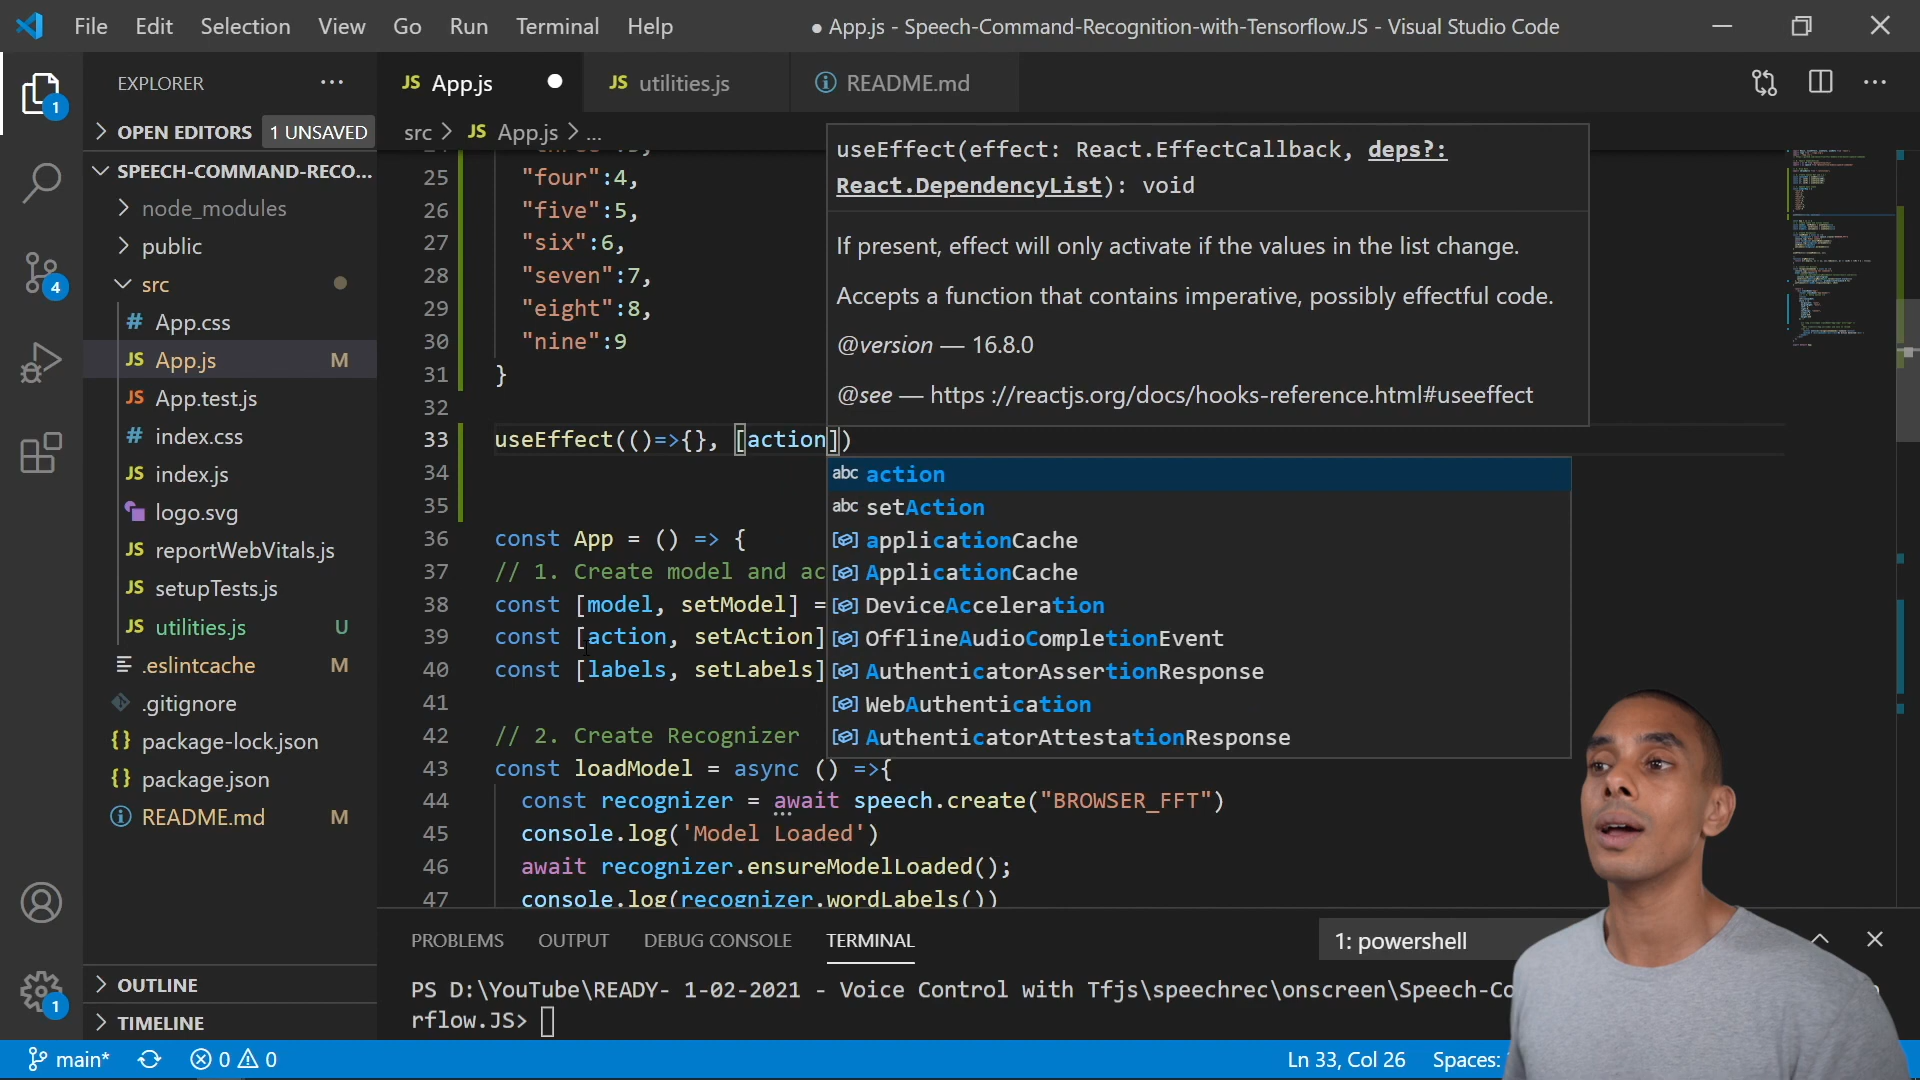 File Edit Selection View Go Run Terminal Help
● App.js - Speech-Command-Recognition-with-Tensorflow.JS - Visual Studio Code
EXPLORER
JS App.js
JS utilities.js
README.md
OPEN EDITORS 1 UNSAVED
src > JS App.js > ...
SPEECH-COMMAND-RECO...
node_modules
public
src
# App.css
JS App.js M
JS App.test.js
# index.css
JS index.js
logo.svg
JS reportWebVitals.js
JS setupTests.js
JS utilities.js U
.eslintcache M
.gitignore
{} package-lock.json
{} package.json
README.md M
OUTLINE
TIMELINE
1
4
1
25 "four":4,
26 "five":5,
27 "six":6,
28 "seven":7,
29 "eight":8,
30 "nine":9
31 }
32
33 useEffect(()=>{}, [action])
34
35
36 const App = () => {
37 // 1. Create model and ac
38 const [model, setModel] =
39 const [action, setAction]
40 const [labels, setLabels]
41
42 // 2. Create Recognizer
43 const loadModel = async () =>{
44 const recognizer = await speech.create("BROWSER_FFT")
45 console.log('Model Loaded')
46 await recognizer.ensureModelLoaded();
47 console.log(recognizer.wordLabels())
useEffect(effect: React.EffectCallback, deps?:
React.DependencyList): void
If present, effect will only activate if the values in the list change.
Accepts a function that contains imperative, possibly effectful code.
@version — 16.8.0
@see — https ://reactjs.org/docs/hooks-reference.html#useeffect
abc action
abc setAction
applicationCache
ApplicationCache
DeviceAcceleration
OfflineAudioCompletionEvent
AuthenticatorAssertionResponse
WebAuthentication
AuthenticatorAttestationResponse
PROBLEMS OUTPUT DEBUG CONSOLE TERMINAL
1: powershell
PS D:\YouTube\READY- 1-02-2021 - Voice Control with Tfjs\speechrec\onscreen\Speech-Co
rflow.JS>
main* 0 0
Ln 33, Col 26 Spaces: